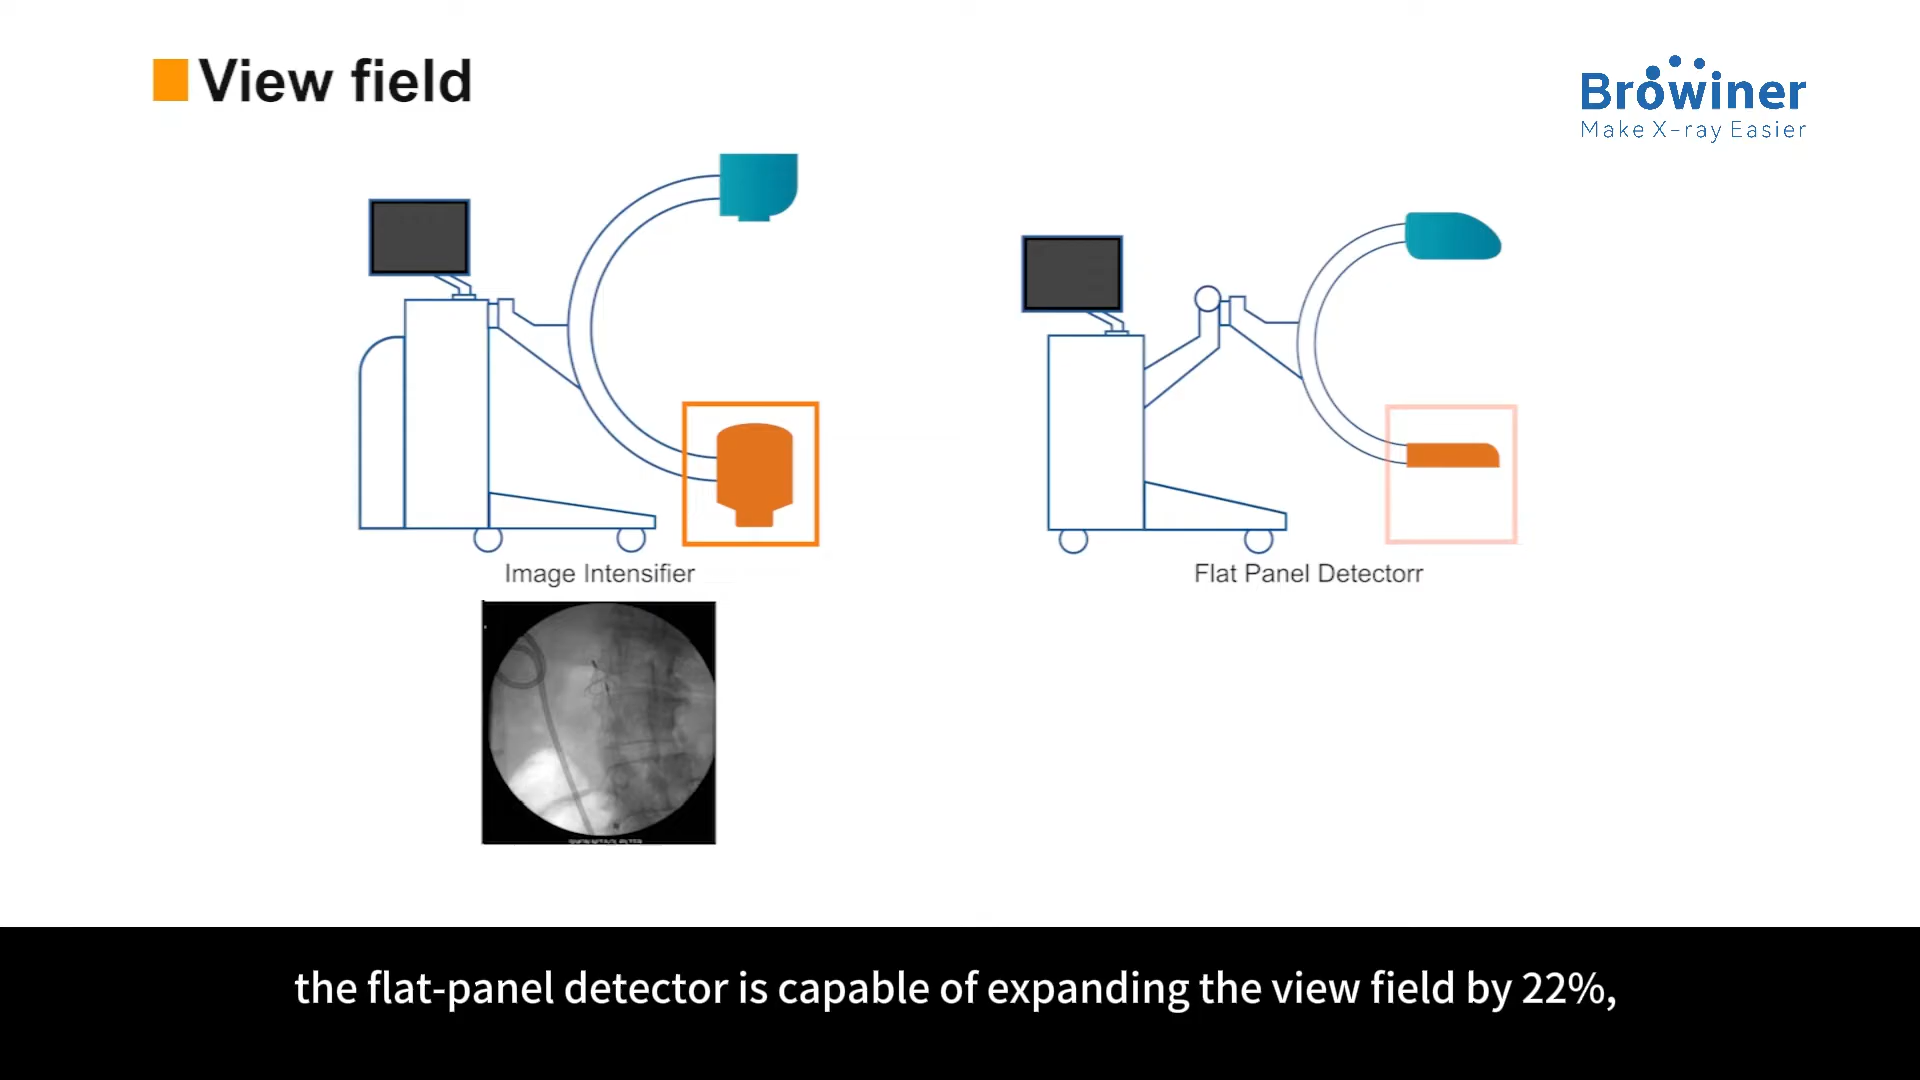 View field
Browiner
Make X-ray Easier
Image Intensifier
Flat Panel Detectorr
the flat-panel detector is capable of expanding the view field by 22%,